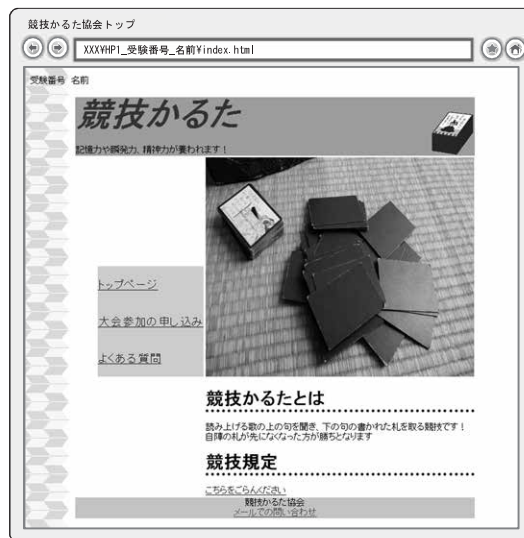 競技かるた協会トップ
XXX¥HP1_受験番号_名前¥index.html
受験番号 名前
競技かるた
記憶力や瞬発力、精神力が養われます！
トップページ
大会参加の申し込み
よくある質問
競技かるたとは
読み上げる歌の上の句を聞き、下の句の書かれた札を取る競技です！
自陣の札が先になくなった方が勝ちとなります
競技規定
こちらをごらんください
競技かるた協会
メールでの問い合わせ